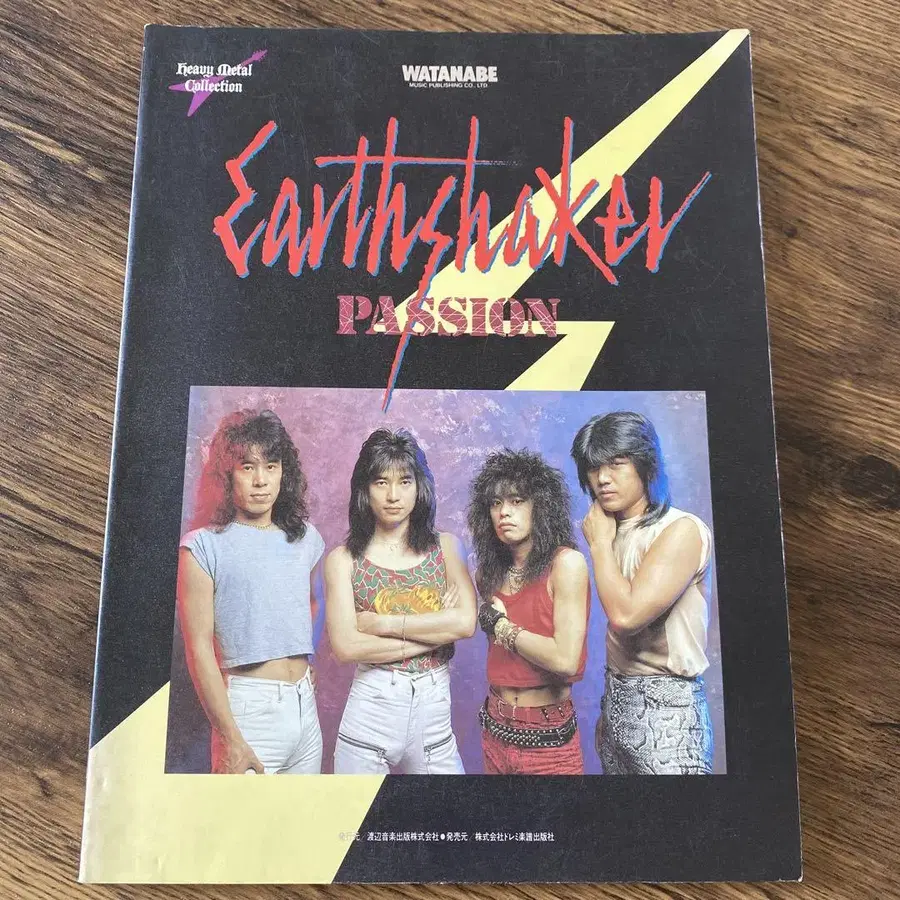 Heavy Metal
Collection
WATANABE
MUSIC PUBLISHING CO., LTD
Earthshaker
PASSION
発行元/渡辺音楽出版株式会社●発売元/株式会社ドレミ楽譜出版社